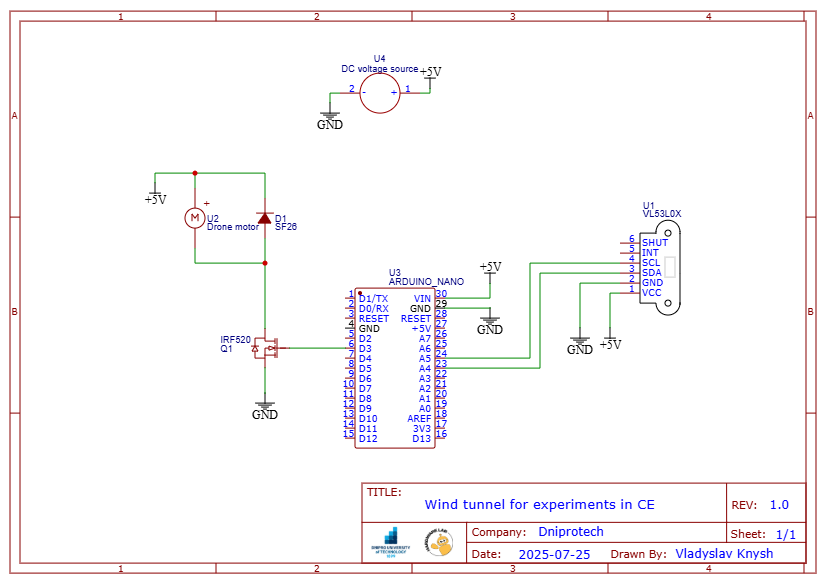 1 2 3 4
A A
B B
U4
DC voltage source
+5V
2 - + 1
GND
+5V
+
M
U2
Drone motor
D1
SF26
IRF520
Q1
GND
U3
ARDUINO_NANO
+5V
GND
1 D1/TX VIN 30
2 D0/RX GND 29
3 RESET RESET 28
4 GND +5V 27
5 D2 A7 26
6 D3 A6 25
7 D4 A5 24
8 D5 A4 23
9 D6 A3 22
10 D7 A2 21
11 D8 A1 20
12 D9 A0 19
13 D10 AREF 18
14 D11 3V3 17
15 D12 D13 16
U1
VL53L0X
6 SHUT
5 INT
4 SCL
3 SDA
2 GND
1 VCC
GND
+5V
TITLE:
Wind tunnel for experiments in CE
REV: 1.0
DNIPRO UNIVERSITY
of TECHNOLOGY
HARDWARE LAB
Company: Dniprotech
Sheet: 1/1
Date: 2025-07-25
Drawn By: Vladyslav Knysh
1 2 3 4